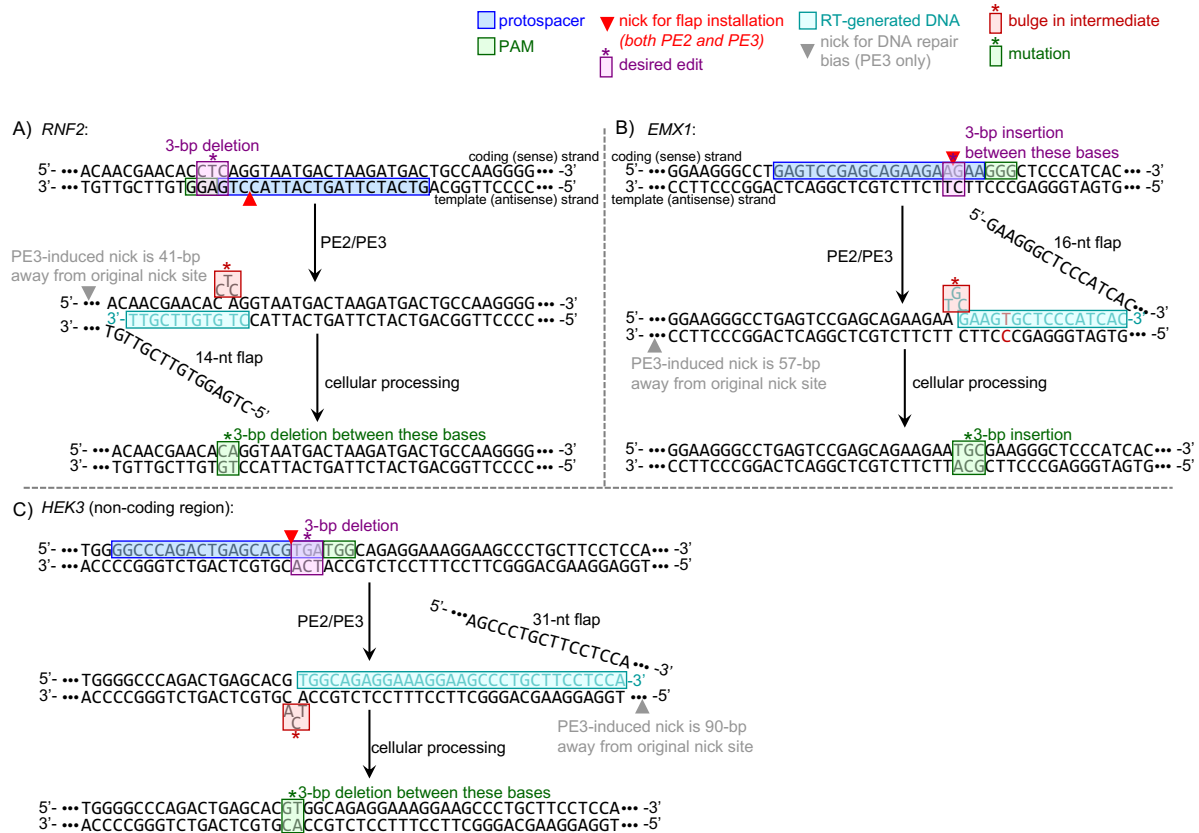 protospacer
PAM
nick for flap installation
(both PE2 and PE3)
* desired edit
RT-generated DNA
nick for DNA repair
bias (PE3 only)
* bulge in intermediate
* mutation
A) RNF2:
3-bp deletion
*
5’- ••• ACAACGAACACCTCAGGTAATGACTAAGATGACTGCCAAGGGG ••• -3’
3’- ••• TGTTGCTTGTGGAGTCCATTACTGATTCTACTGACGGTTCCCC ••• -5’
coding (sense) strand
template (antisense) strand
PE2/PE3
PE3-induced nick is 41-bp
away from original nick site
*
CTC
5’- ••• ACAACGAACACAGGTAATGACTAAGATGACTGCCAAGGGG ••• -3’
3’- TTGCTTGTG TCCATTACTGATTCTACTGACGGTTCCCC ••• -5’
3’- •••
TGTTGCTTGTGGAGTC-5’
14-nt flap
cellular processing
*3-bp deletion between these bases
5’- ••• ACAACGAACACAGGTAATGACTAAGATGACTGCCAAGGGG ••• -3’
3’- ••• TGTTGCTTGTGTCCATTACTGATTCTACTGACGGTTCCCC ••• -5’
B) EMX1:
3-bp insertion
between these bases
coding (sense) strand
5’- ••• GGAAGGGCCTGAGTCCGAGCAGAAGAAGAAGGGCTCCCATCAC ••• -3’
3’- ••• CCTTCCCGGACTCAGGCTCGTCTTCTTCTTCCCGAGGGTAGTG ••• -5’
template (antisense) strand
PE2/PE3
5’-GAAGGGCTCCCATCAC•••
16-nt flap
*
TGC
5’- ••• GGAAGGGCCTGAGTCCGAGCAGAAGAA GAAGTGCTCCCATCAC -3’
3’- ••• CCTTCCCGGACTCAGGCTCGTCTTCTT CTTCCCGAGGGTAGTG ••• -5’
PE3-induced nick is 57-bp
away from original nick site
cellular processing
*3-bp insertion
5’- ••• GGAAGGGCCTGAGTCCGAGCAGAAGAATGCGAAGGGCTCCCATCAC ••• -3’
3’- ••• CCTTCCCGGACTCAGGCTCGTCTTCTTACGCTTCCCGAGGGTAGTG ••• -5’
C) HEK3 (non-coding region):
3-bp deletion
*
5’- ••• TGGGGCCCAGACTGAGCACGTGATGGCAGAGGAAAGGAAGCCCTGCTTCCTCCA ••• -3’
3’- ••• ACCCCGGGTCTGACTCGTGCACTACCGTCTCCTTTCCTTCGGGACGAAGGAGGT ••• -5’
PE2/PE3
5’- •••AGCCCTGCTTCCTCCA ••• -3’
31-nt flap
5’- ••• TGGGGCCCAGACTGAGCACG TGGCAGAGGAAAGGAAGCCCTGCTTCCTCCA -3’
3’- ••• ACCCCGGGTCTGACTCGTGC ACCGTCTCCTTTCCTTCGGGACGAAGGAGGT ••• -5’
ACT
*
PE3-induced nick is 90-bp
away from original nick site
cellular processing
*3-bp deletion between these bases
5’- ••• TGGGGCCCAGACTGAGCACGTGGCAGAGGAAAGGAAGCCCTGCTTCCTCCA ••• -3’
3’- ••• ACCCCGGGTCTGACTCGTGCACCGTCTCCTTTCCTTCGGGACGAAGGAGGT ••• -5’